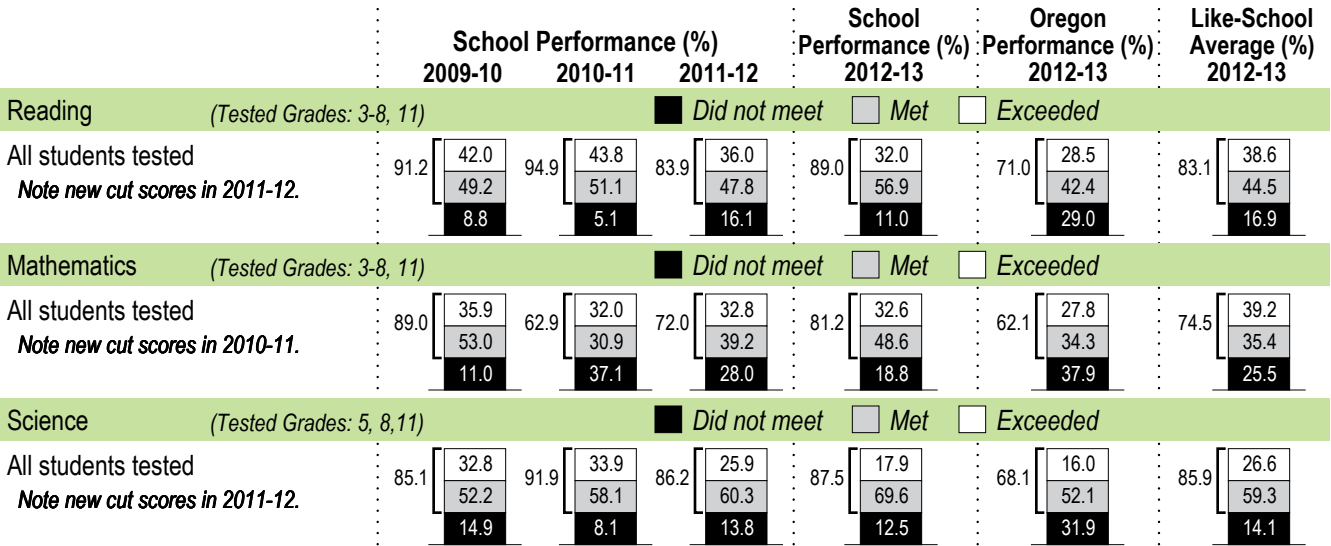 School Performance (%) School Performance (%) Oregon Performance (%) Like-School Average (%)
2009-10 2010-11 2011-12 2012-13 2012-13 2012-13
Reading (Tested Grades: 3-8, 11) Did not meet Met Exceeded
All students tested
Note new cut scores in 2011-12.
91.2 94.9 83.9 89.0 71.0 83.1
42.0 43.8 36.0 32.0 28.5 38.6
49.2 51.1 47.8 56.9 42.4 44.5
8.8 5.1 16.1 11.0 29.0 16.9
Mathematics (Tested Grades: 3-8, 11) Did not meet Met Exceeded
All students tested
Note new cut scores in 2010-11.
89.0 62.9 72.0 81.2 62.1 74.5
35.9 32.0 32.8 32.6 27.8 39.2
53.0 30.9 39.2 48.6 34.3 35.4
11.0 37.1 28.0 18.8 37.9 25.5
Science (Tested Grades: 5, 8,11) Did not meet Met Exceeded
All students tested
Note new cut scores in 2011-12.
85.1 91.9 86.2 87.5 68.1 85.9
32.8 33.9 25.9 17.9 16.0 26.6
52.2 58.1 60.3 69.6 52.1 59.3
14.9 8.1 13.8 12.5 31.9 14.1